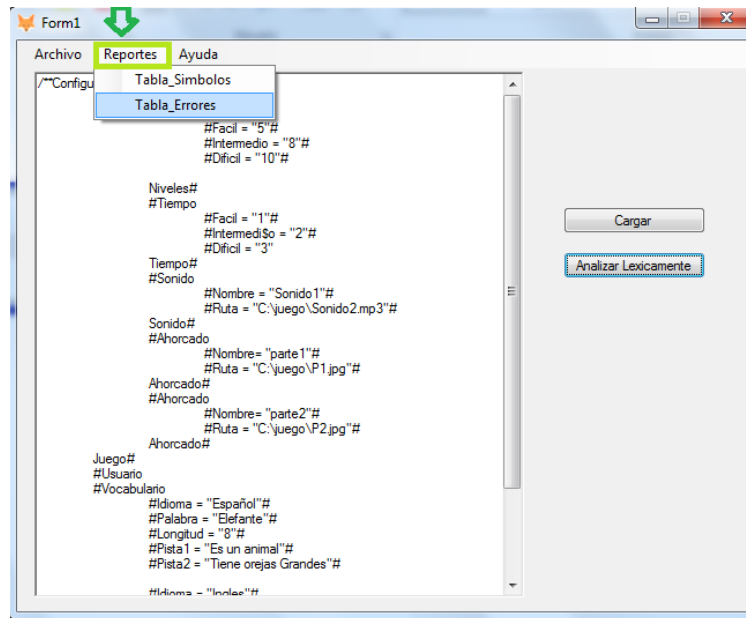 Form1
Archivo Reportes Ayuda
Tabla_Simbolos
Tabla_Errores
/**Configu
#Facil = "5"#
#Intermedio = "8"#
#Dificil = "10"#
Niveles#
#Tiempo
#Facil = "1"#
#Intermedi$o = "2"#
#Dificil = "3"
Tiempo#
#Sonido
#Nombre = "Sonido1"#
#Ruta = "C:\juego\Sonido2.mp3"#
Sonido#
#Ahorcado
#Nombre= "parte1"#
#Ruta = "C:\juego\P1.jpg"#
Ahorcado#
#Ahorcado
#Nombre= "parte2"#
#Ruta = "C:\juego\P2.jpg"#
Ahorcado#
Juego#
#Usuario
#Vocabulario
#Idioma = "Español"#
#Palabra = "Elefante"#
#Longitud = "8"#
#Pista1 = "Es un animal"#
#Pista2 = "Tiene orejas Grandes"#
#Idioma = "Ingles"#
Cargar
Analizar Lexicamente